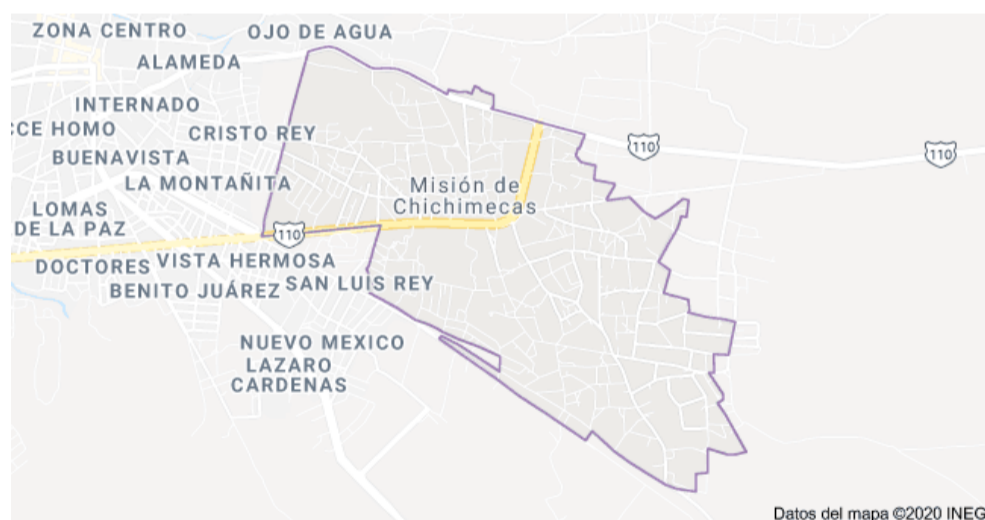 ZONA CENTRO
OJO DE AGUA
ALAMEDA
INTERNADO
CCE HOMO
CRISTO REY
110
110
BUENAVISTA
LA MONTAÑITA
Misión de
Chichimecas
LOMAS
DE LA PAZ
110
DOCTORES
VISTA HERMOSA
BENITO JUÁREZ
SAN LUIS REY
NUEVO MEXICO
LAZARO
CARDENAS
Datos del mapa ©2020 INEG